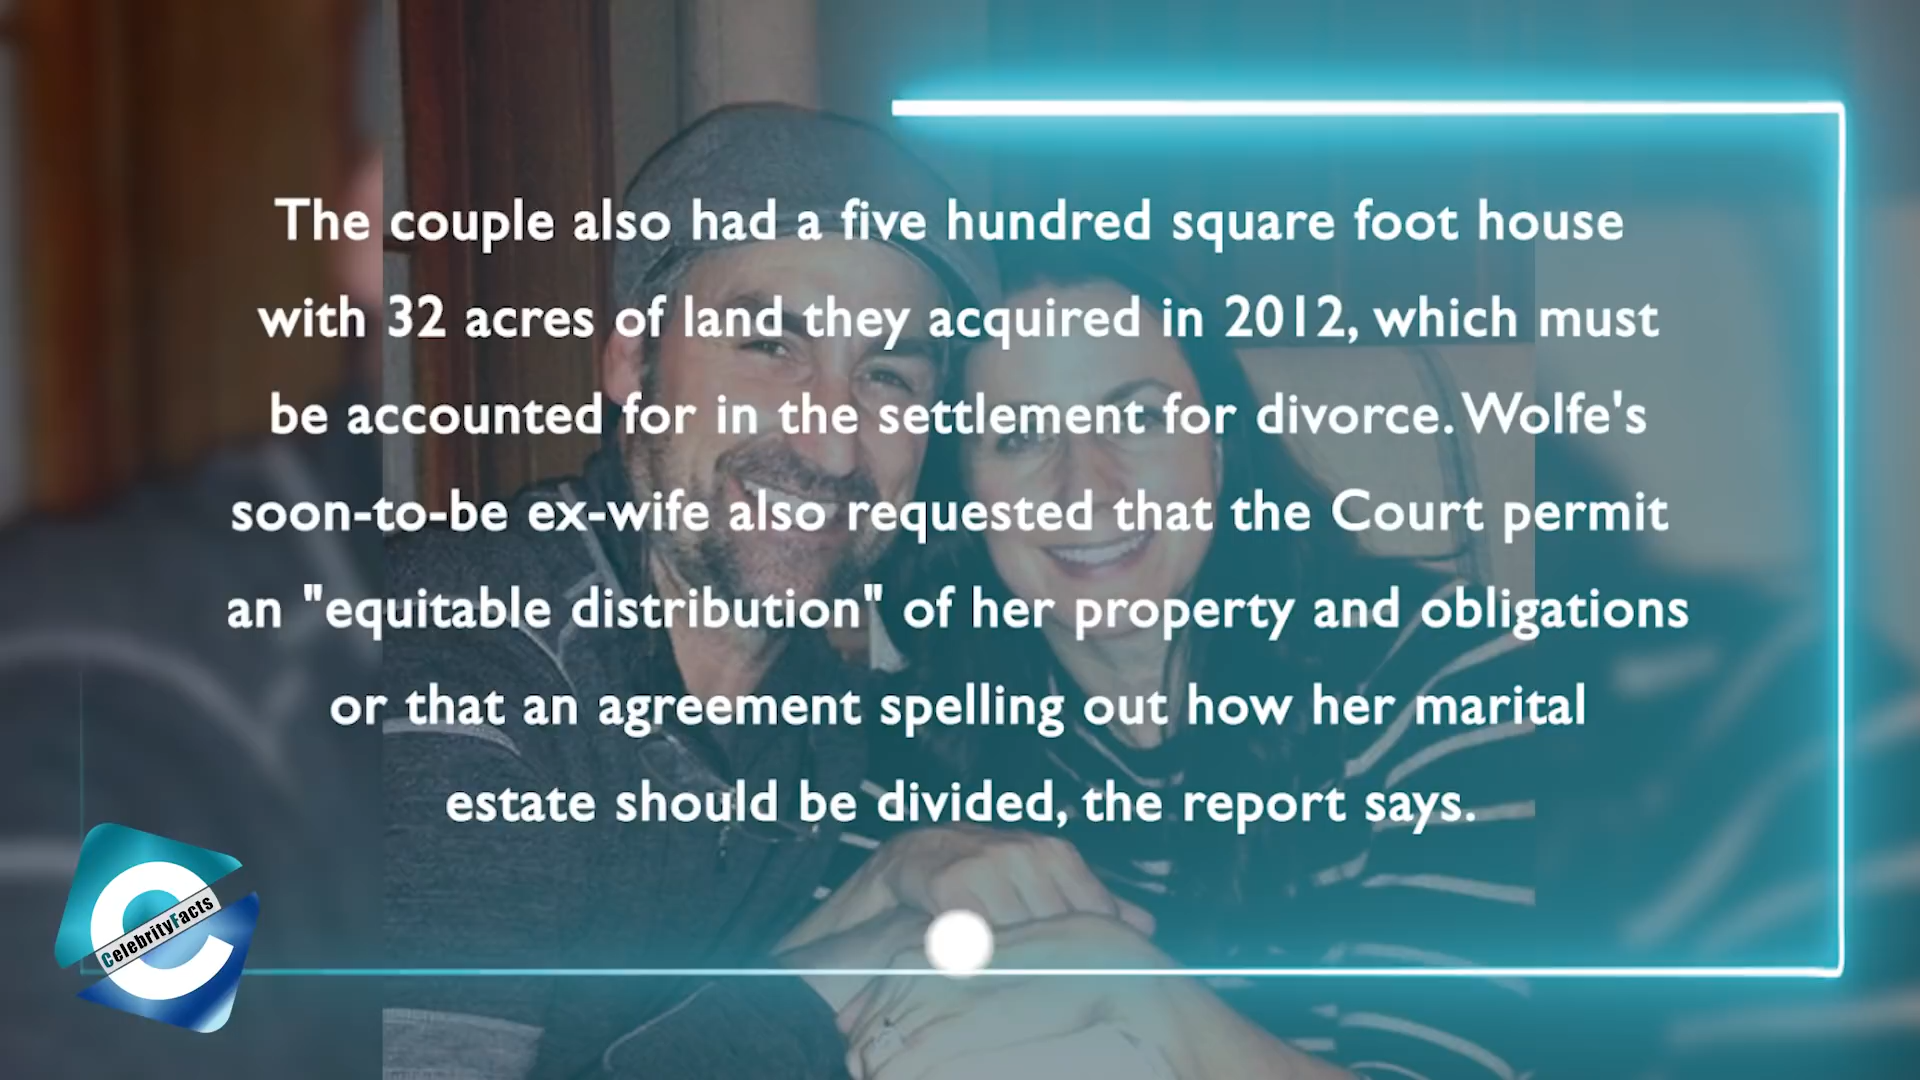 The couple also had a five hundred square foot house
with 32 acres of land they acquired in 2012, which must
be accounted for in the settlement for divorce. Wolfe's
soon-to-be ex-wife also requested that the Court permit
an "equitable distribution" of her property and obligations
or that an agreement spelling out how her marital
estate should be divided, the report says.
CelebrityFacts